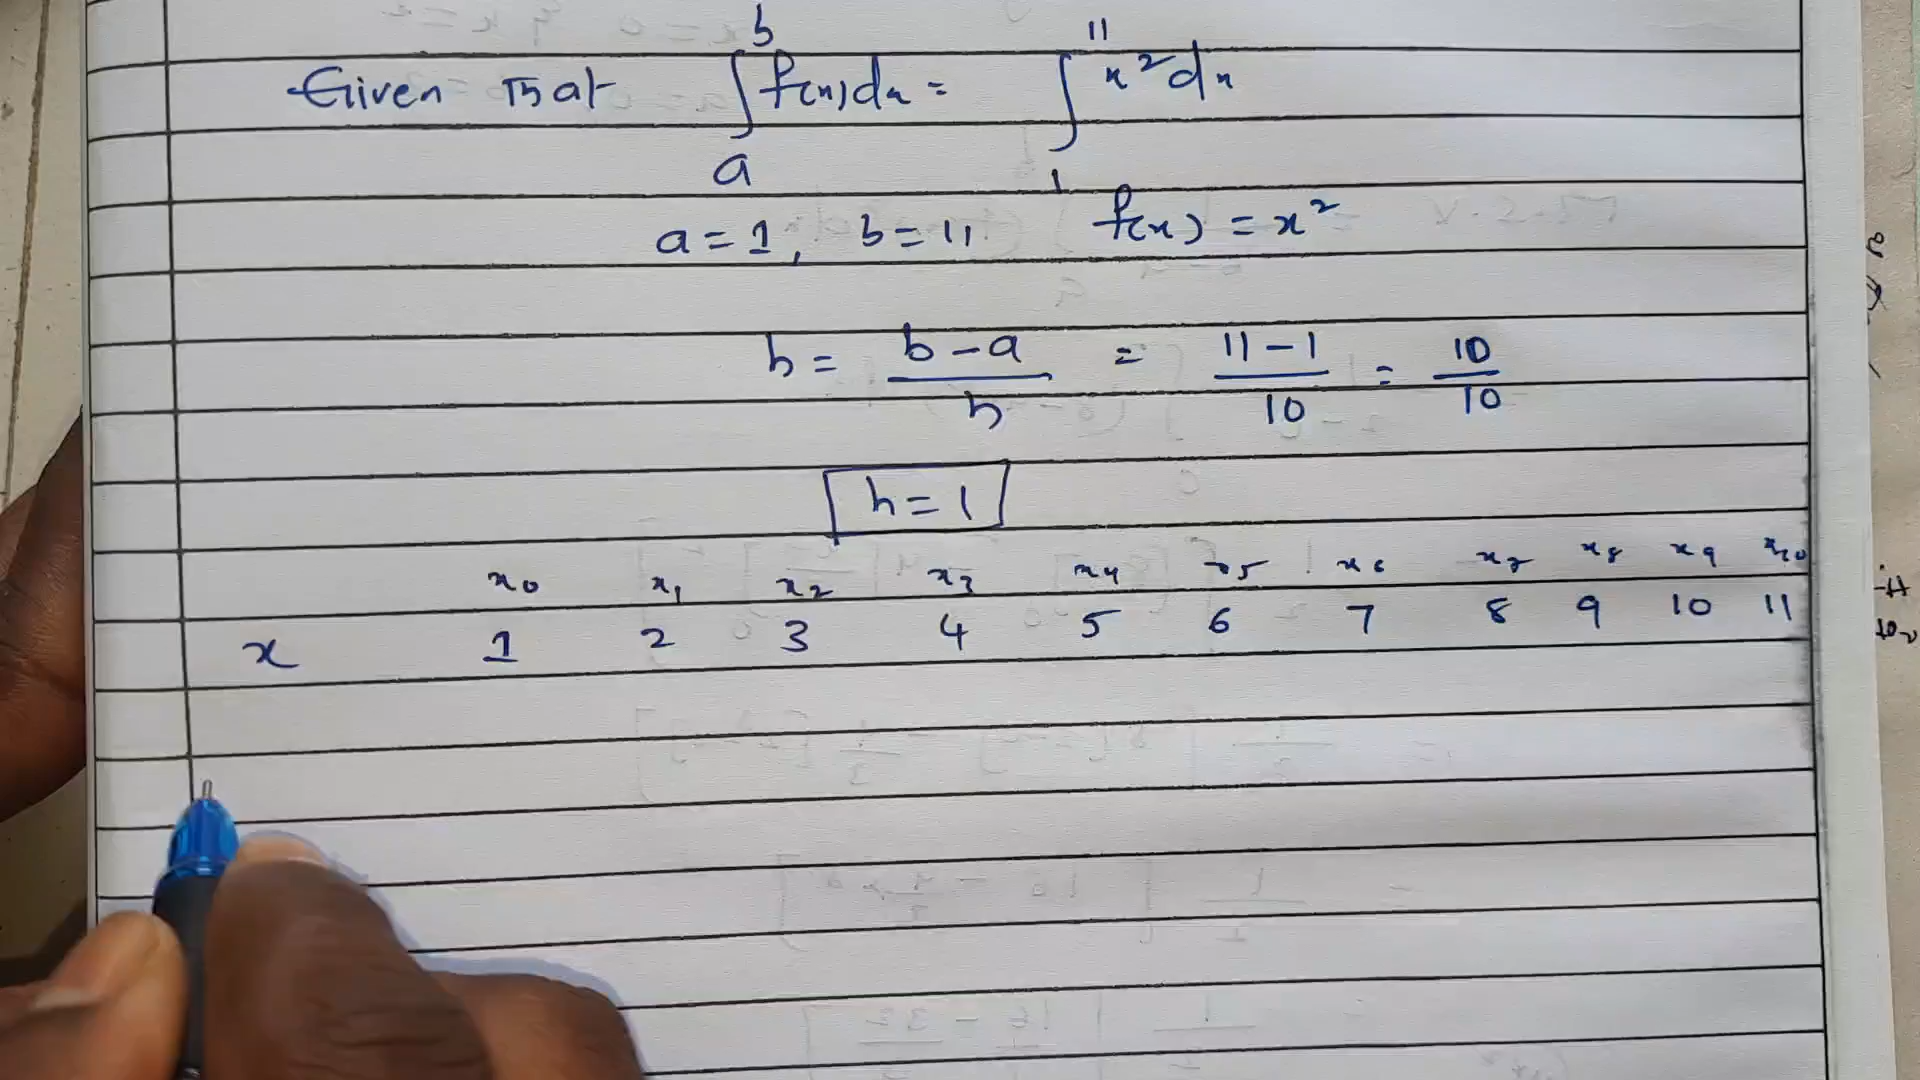 Given that ∫_a^b f(x)dx = ∫_1^11 x²dx
a = 1, b = 11 f(x) = x²
h = (b - a)/n = (11 - 1)/10 = 10/10
h = 1
x₀ x₁ x₂ x₃ x₄ x₅ x₆ x₇ x₈ x₉ x₁₀
x 1 2 3 4 5 6 7 8 9 10 11